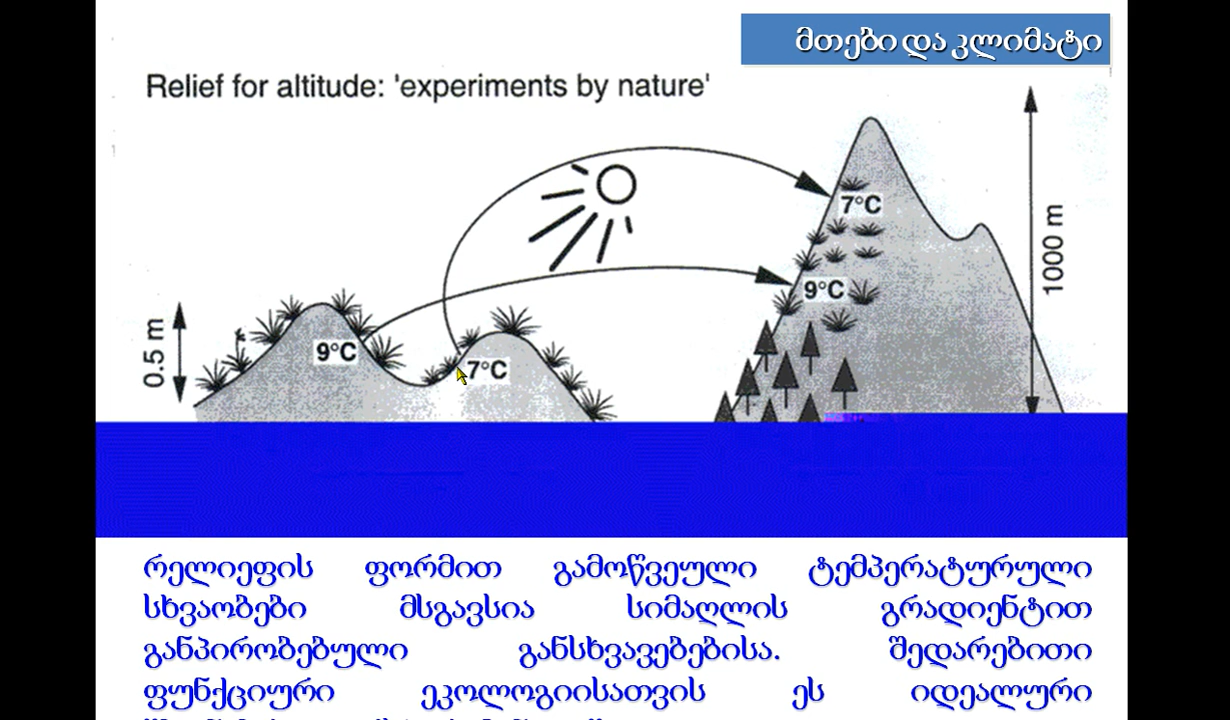 მთები და კლიმატი
Relief for altitude: 'experiments by nature'
7°C
1000 m
9°C
0.5 m
9°C
7°C
რელიეფის ფორმით გამოწვეული ტემპერატურული
სხვაობები მსგავსია სიმაღლის გრადიენტით
განპირობებული განსხვავებებისა. შედარებითი
ფუნქციური ეკოლოგიისათვის ეს იდეალური